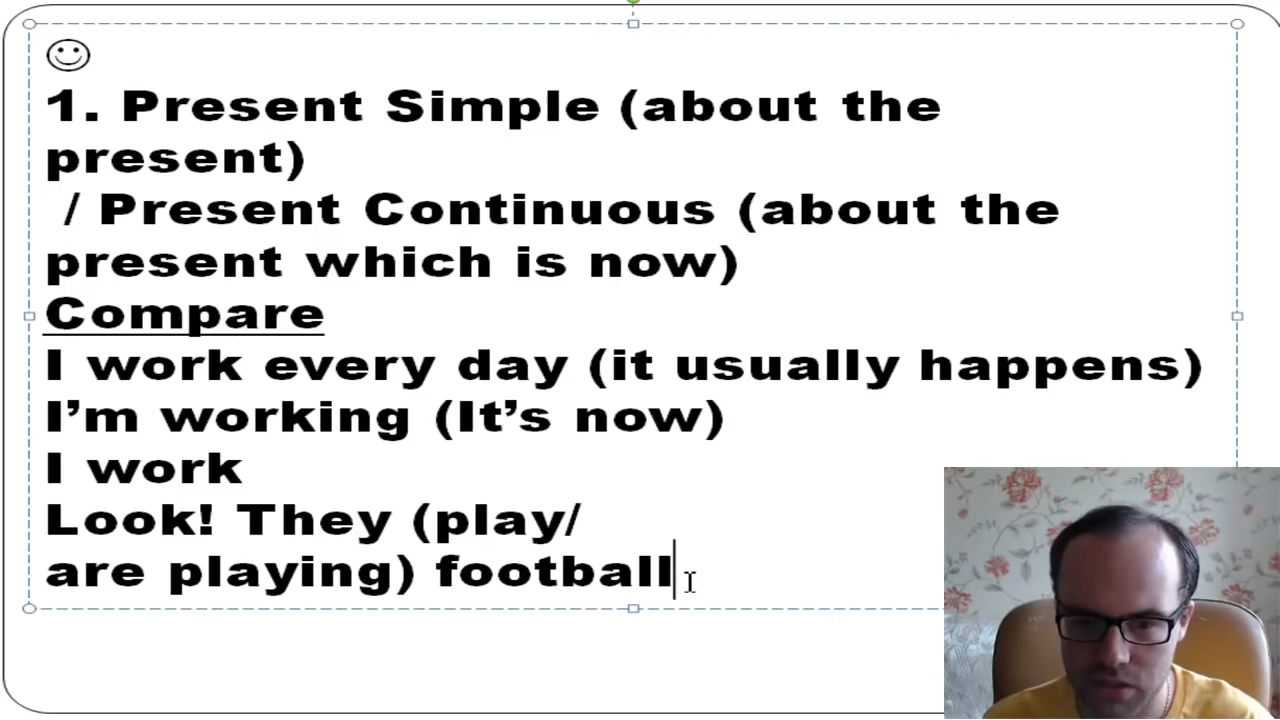 1. Present Simple (about the
present)
/ Present Continuous (about the
present which is now)
Compare
I work every day (it usually happens)
I’m working (It’s now)
I work
Look! They (play/
are playing) football